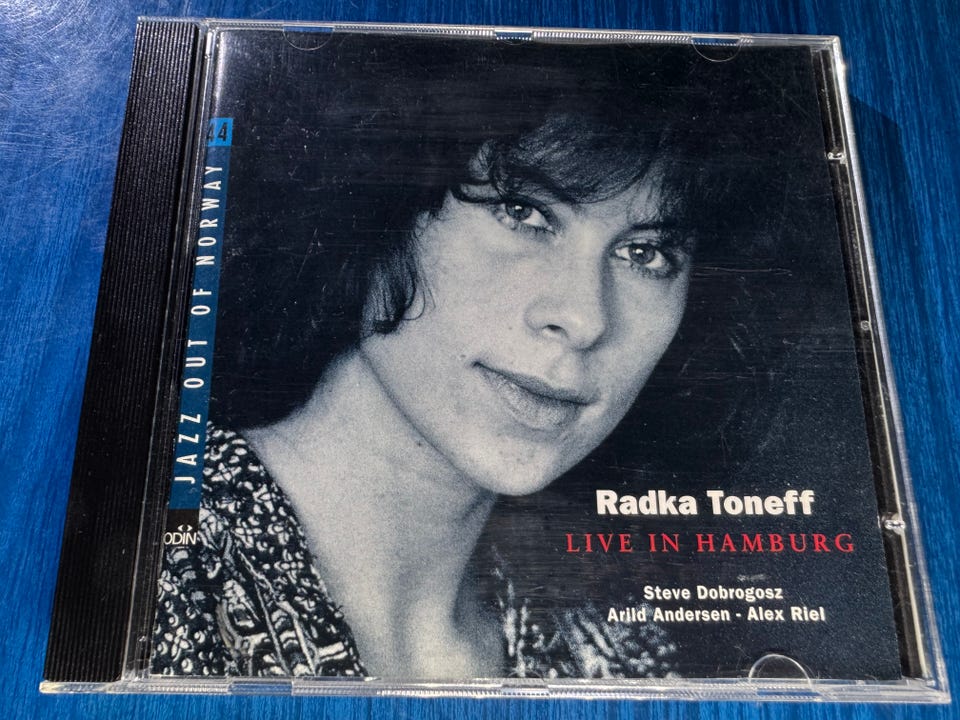 44
JAZZ OUT OF NORWAY
ODIN
Radka Toneff
LIVE IN HAMBURG
Steve Dobrogosz
Arild Andersen - Alex Riel